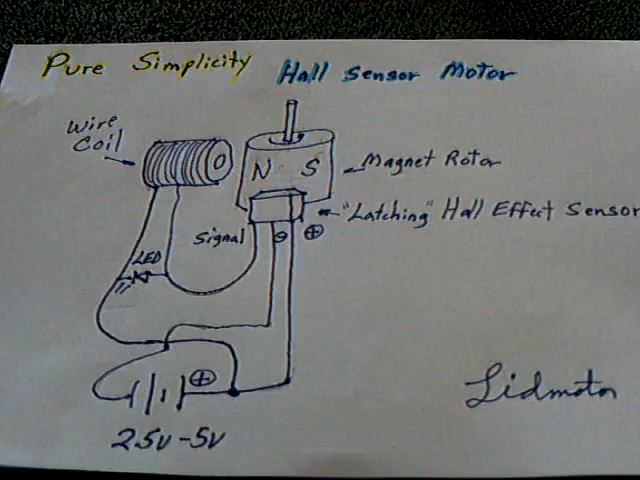 Pure Simplicity Hall Sensor Motor
Wire
Coil
N S
Magnet Rotor
"Latching" Hall Effect Sensor
Signal
⊖ ⊕
LED
⊕
2.5v-5v
Lidmotor